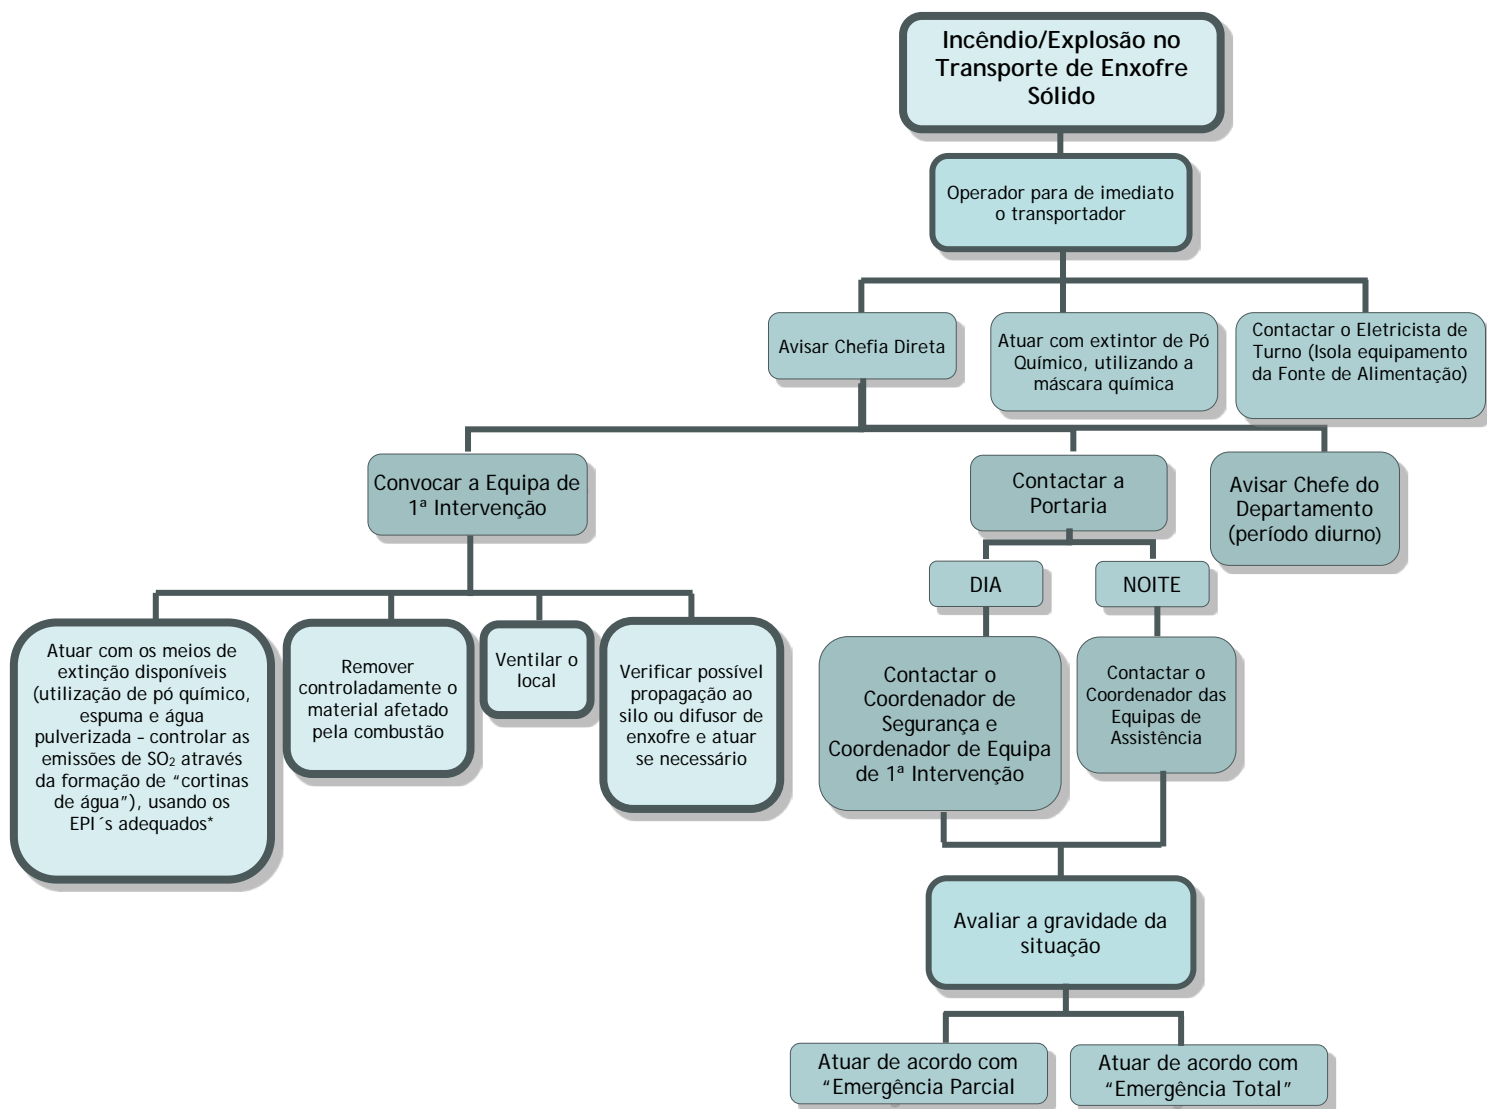 Incêndio/Explosão no
Transporte de Enxofre
Sólido
Operador para de imediato
o transportador
Avisar Chefia Direta
Atuar com extintor de Pó
Químico, utilizando a
máscara química
Contactar o Eletricista de
Turno (Isola equipamento
da Fonte de Alimentação)
Convocar a Equipa de
1ª Intervenção
Contactar a
Portaria
Avisar Chefe do
Departamento
(período diurno)
DIA
NOITE
Atuar com os meios de
extinção disponíveis
(utilização de pó químico,
espuma e água
pulverizada – controlar as
emissões de SO₂ através
da formação de “cortinas
de água”), usando os
EPI´s adequados*
Remover
controladamente o
material afetado
pela combustão
Ventilar o
local
Verificar possível
propagação ao
silo ou difusor de
enxofre e atuar
se necessário
Contactar o
Coordenador de
Segurança e
Coordenador de Equipa
de 1ª Intervenção
Contactar o
Coordenador das
Equipas de
Assistência
Avaliar a gravidade da
situação
Atuar de acordo com
“Emergência Parcial
Atuar de acordo com
“Emergência Total”